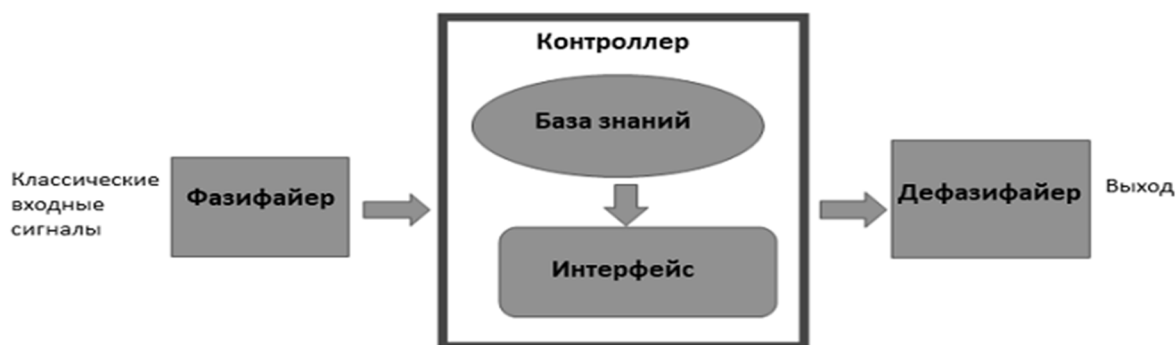 Контроллер
База знаний
Классические
входные
сигналы
Фазифайер
Интерфейс
Дефазифайер
Выход